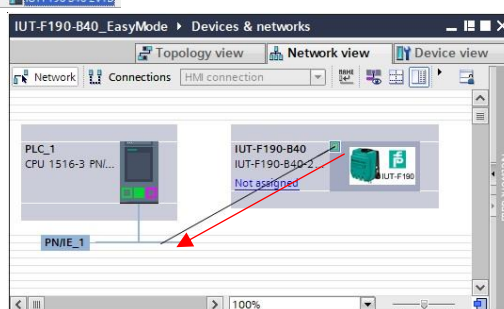 IUT-F190-B40_EasyMode ▸ Devices & networks
Topology view
Network view
Device view
Network
Connections
HMI connection
PLC_1
CPU 1516-3 PN/...
IUT-F190-B40
IUT-F190-B40-2...
Not assigned
IUT-F190
PN/IE_1
100%